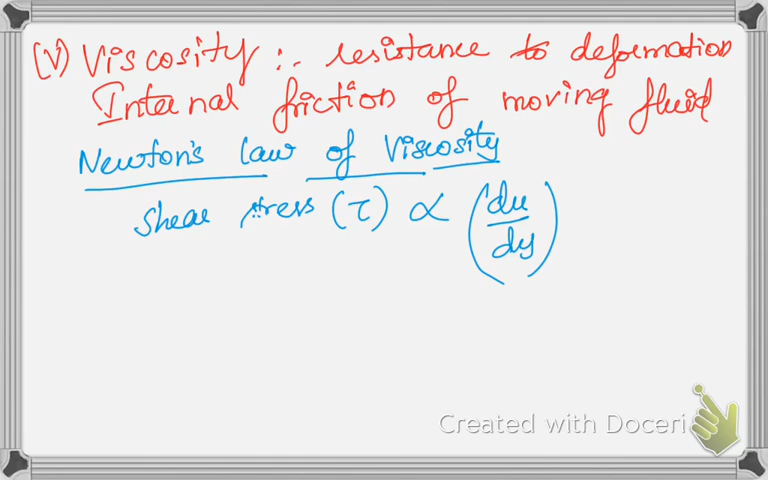 (V) Viscosity :- resistance to deformation
Internal friction of moving fluid
Newton's law of Viscosity
Shear stress (τ) ∝ (du/dy)
Created with Doceri